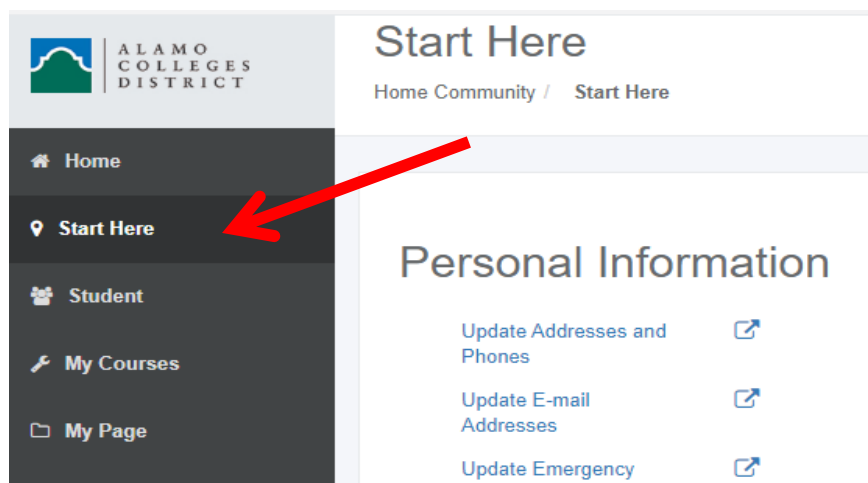 ALAMO
COLLEGES
DISTRICT
Start Here
Home Community / Start Here
Home
Start Here
Student
My Courses
My Page
Personal Information
Update Addresses and
Phones
Update E-mail
Addresses
Update Emergency